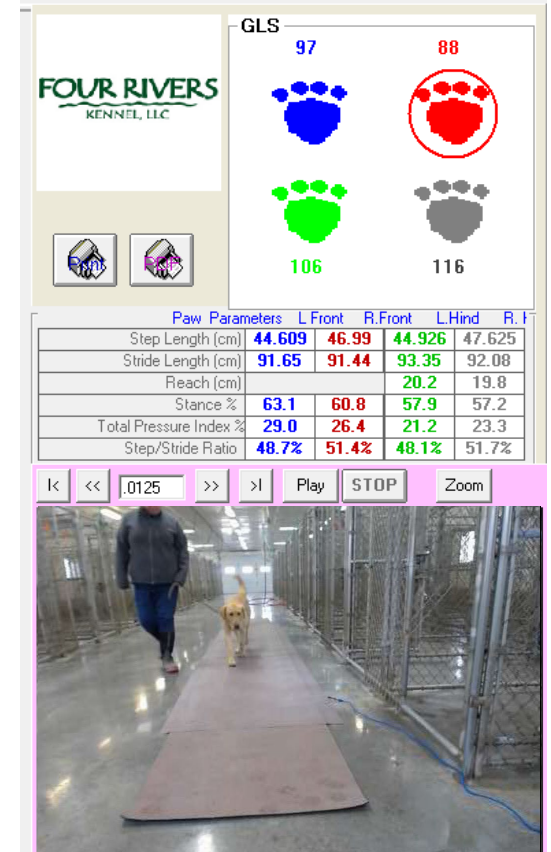 GLS
97 88
FOUR RIVERS
KENNEL, LLC
106 116
Print PDF
Paw Parameters L Front R.Front L.Hind R. H
Step Length (cm) 44.609 46.99 44.926 47.625
Stride Length (cm) 91.65 91.44 93.35 92.08
Reach (cm) 20.2 19.8
Stance % 63.1 60.8 57.9 57.2
Total Pressure Index % 29.0 26.4 21.2 23.3
Step/Stride Ratio 48.7% 51.4% 48.1% 51.7%
|< << .0125 >> >| Play STOP Zoom